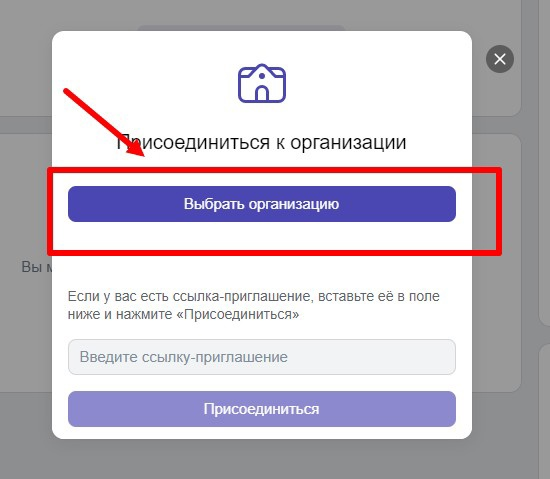 Присоединиться к организации
Выбрать организацию
Вы м
Если у вас есть ссылка-приглашение, вставьте её в поле
ниже и нажмите «Присоединиться»
Введите ссылку-приглашение
Присоединиться